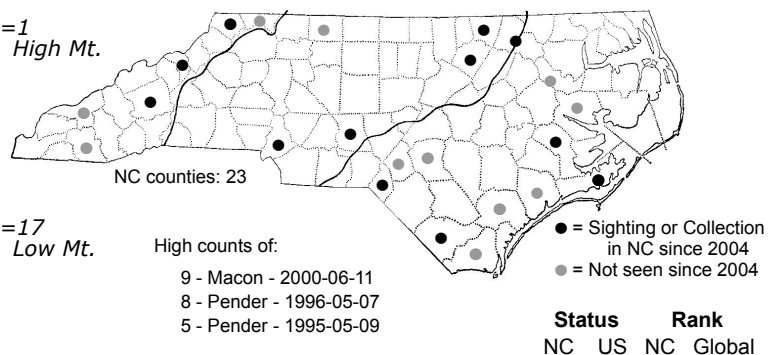 =1
High Mt.
NC counties: 23
=17
Low Mt.
High counts of:
9 - Macon - 2000-06-11
8 - Pender - 1996-05-07
5 - Pender - 1995-05-09
= Sighting or Collection
in NC since 2004
= Not seen since 2004
Status Rank
NC US NC Global